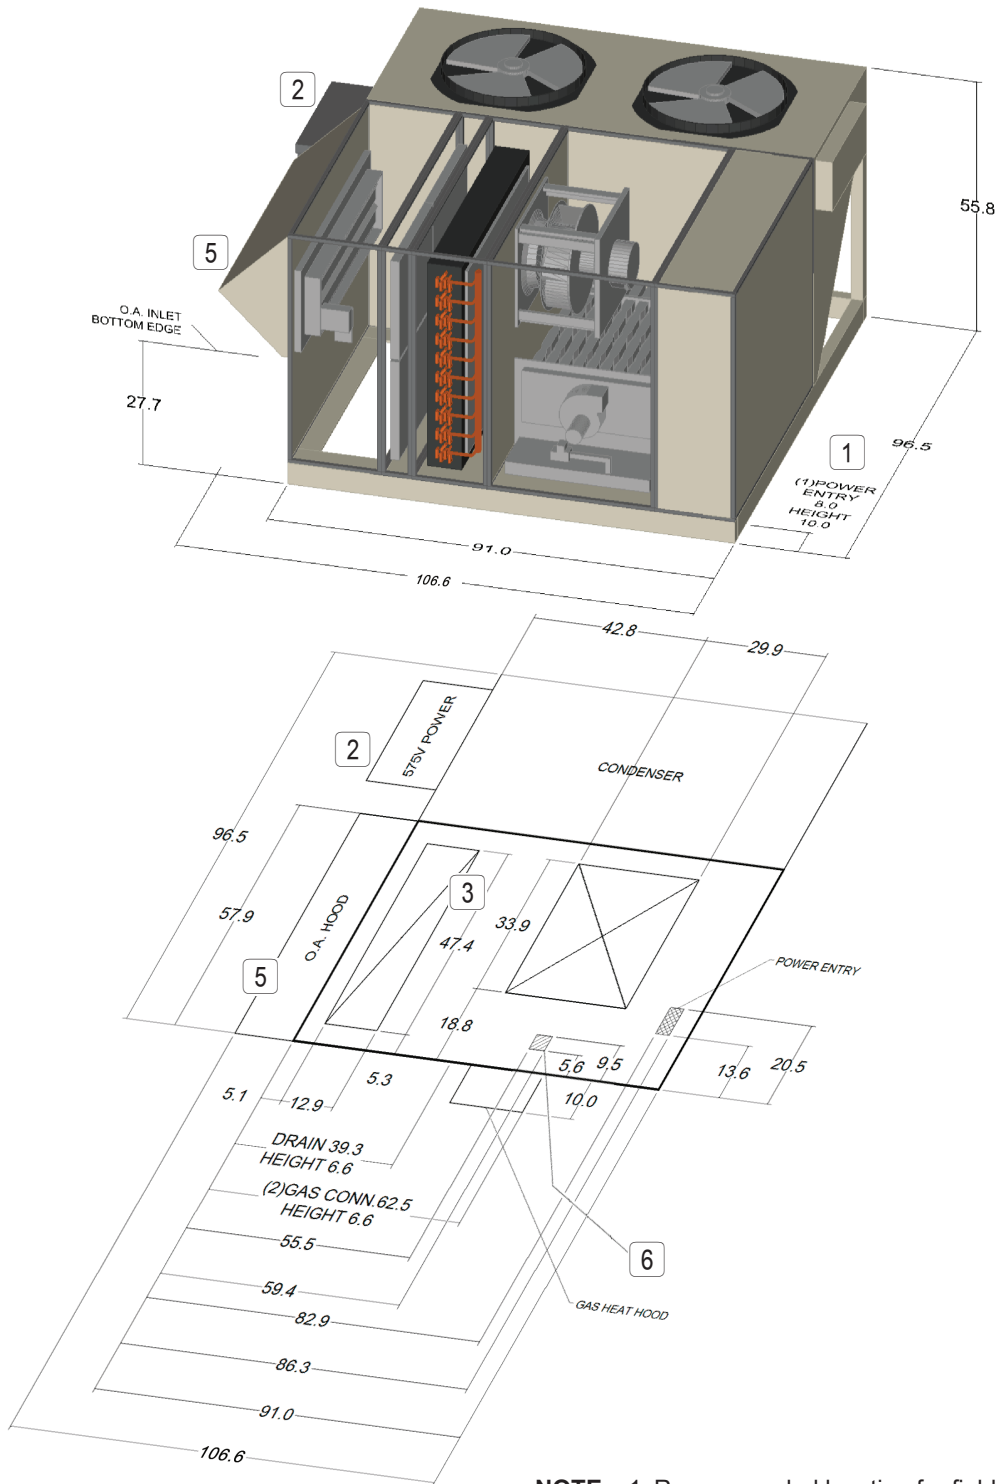 2
5
O.A. INLET
BOTTOM EDGE
27.7
55.8
96.5
1
(1)POWER
ENTRY
8.0
HEIGHT
10.0
91.0
106.6
42.8
29.9
575V POWER
2
CONDENSER
96.5
57.9
O.A. HOOD
3
47.4
33.9
5
POWER ENTRY
18.8
5.3
5.6
9.5
10.0
13.6
20.5
5.1
12.9
DRAIN 39.3
HEIGHT 6.6
(2)GAS CONN.62.5
HEIGHT 6.6
55.5
6
59.4
GAS HEAT HOOD
82.9
86.3
91.0
106.6